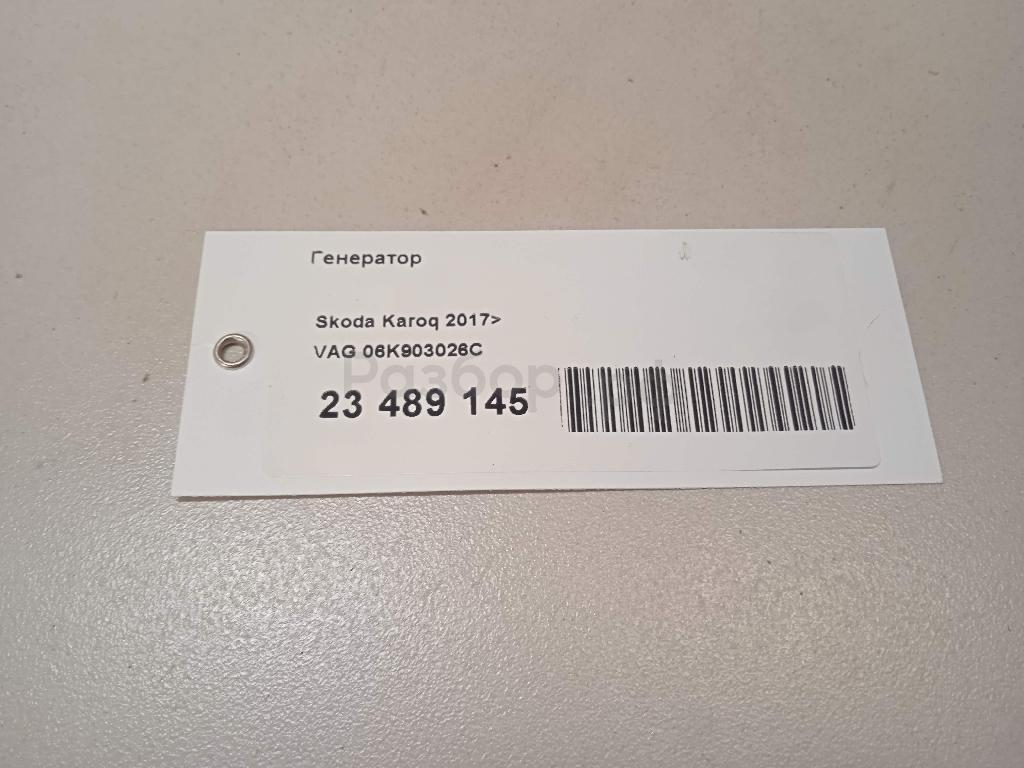 Генератор
Skoda Karoq 2017>
VAG 06K903026C
23 489 145